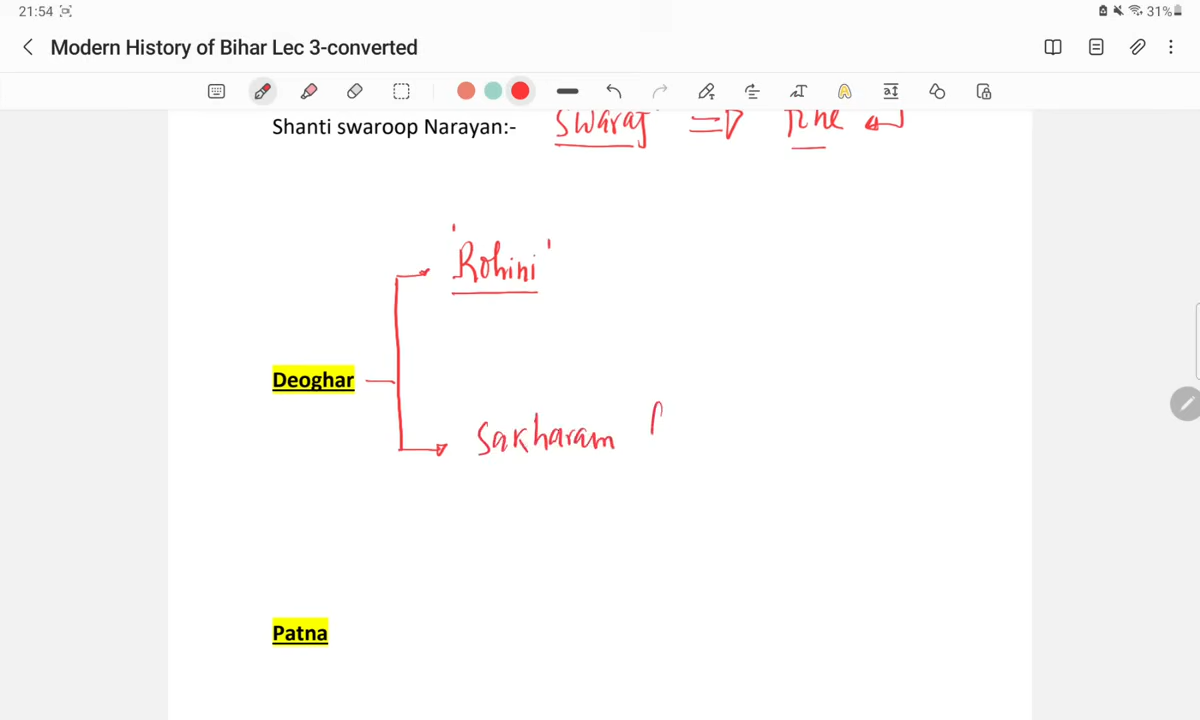 21:54 31%
Modern History of Bihar Lec 3-converted
Shanti swaroop Narayan:- Swaraj
'Rohini'
Deoghar
Sakharam
Patna